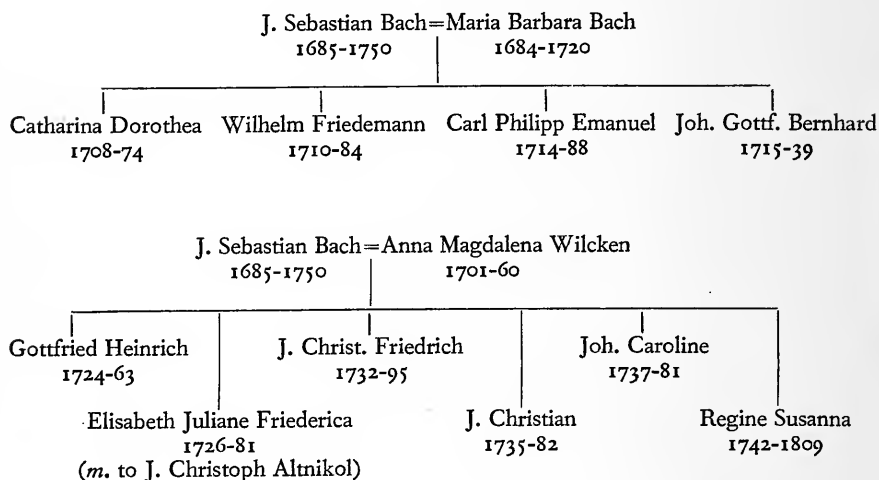 J. Sebastian Bach=Maria Barbara Bach
1685-1750 1684-1720
Catharina Dorothea Wilhelm Friedemann Carl Philipp Emanuel Joh. Gottf. Bernhard
1708-74 1710-84 1714-88 1715-39
J. Sebastian Bach=Anna Magdalena Wilcken
1685-1750 1701-60
Gottfried Heinrich J. Christ. Friedrich Joh. Caroline
1724-63 1732-95 1737-81
Elisabeth Juliane Friederica J. Christian Regine Susanna
1726-81 1735-82 1742-1809
(m. to J. Christoph Altnikol)